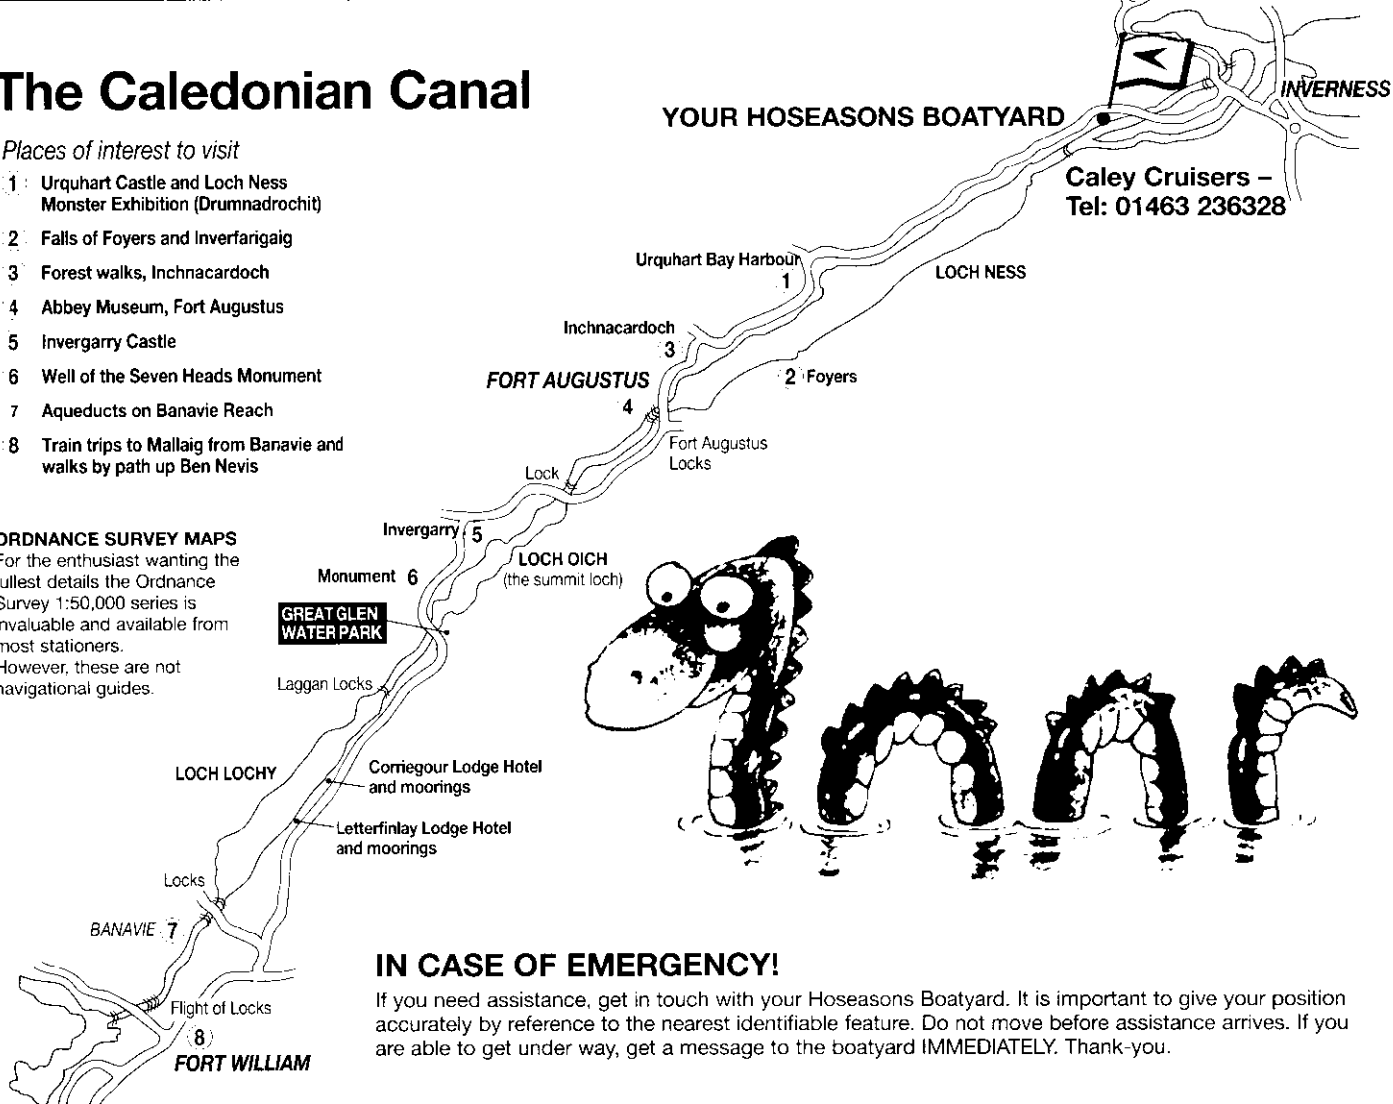 The Caledonian Canal
Places of interest to visit
1 Urquhart Castle and Loch Ness
Monster Exhibition (Drumnadrochit)
2 Falls of Foyers and Inverfarigaig
3 Forest walks, Inchnacardoch
4 Abbey Museum, Fort Augustus
5 Invergarry Castle
6 Well of the Seven Heads Monument
7 Aqueducts on Banavie Reach
8 Train trips to Mallaig from Banavie and
walks by path up Ben Nevis
ORDNANCE SURVEY MAPS
For the enthusiast wanting the
fullest details the Ordnance
Survey 1:50,000 series is
invaluable and available from
most stationers.
However, these are not
navigational guides.
YOUR HOSEASONS BOATYARD
INVERNESS
Caley Cruisers –
Tel: 01463 236328
Urquhart Bay Harbour
1
LOCH NESS
Inchnacardoch
3
FORT AUGUSTUS
4
2 Foyers
Fort Augustus
Locks
Lock
Invergarry 5
LOCH OICH
(the summit loch)
Monument 6
GREAT GLEN
WATER PARK
Laggan Locks
LOCH LOCHY
Corriegour Lodge Hotel
and moorings
Letterfinlay Lodge Hotel
and moorings
Locks
BANAVIE 7
Flight of Locks
8
FORT WILLIAM
IN CASE OF EMERGENCY!
If you need assistance, get in touch with your Hoseasons Boatyard. It is important to give your position
accurately by reference to the nearest identifiable feature. Do not move before assistance arrives. If you
are able to get under way, get a message to the boatyard IMMEDIATELY. Thank-you.